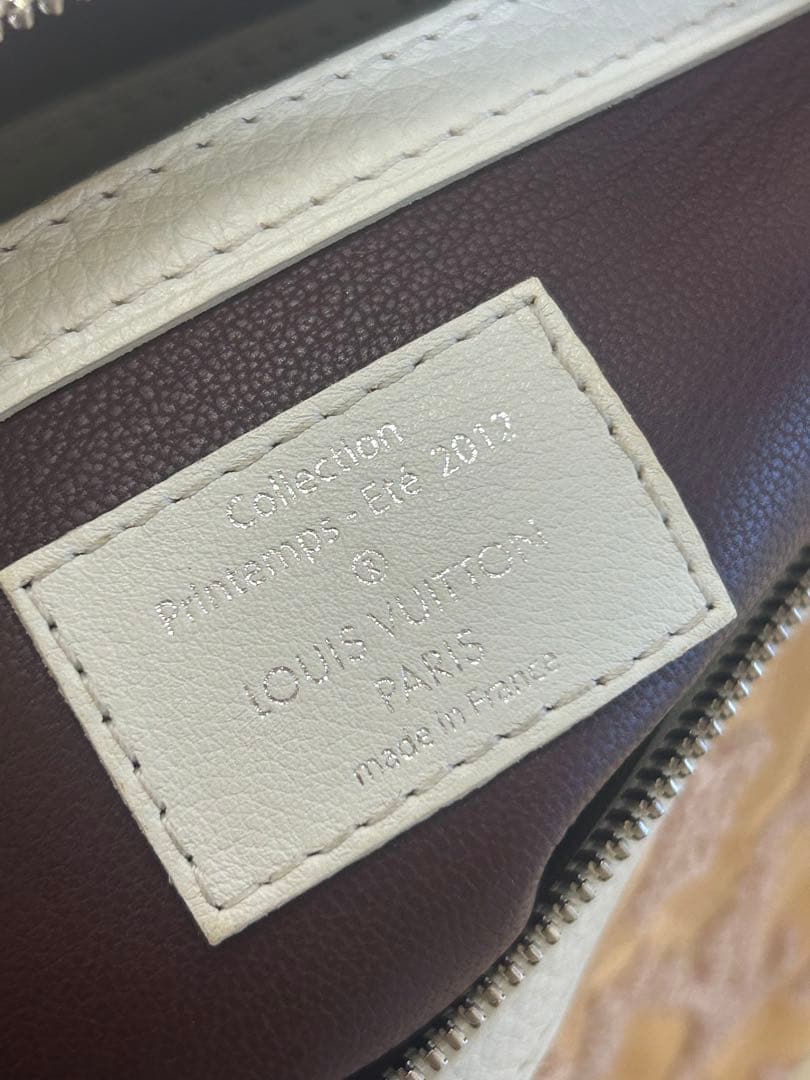 Collection
Printemps - Eté 2012
®
LOUIS VUITTON
PARIS
made in France